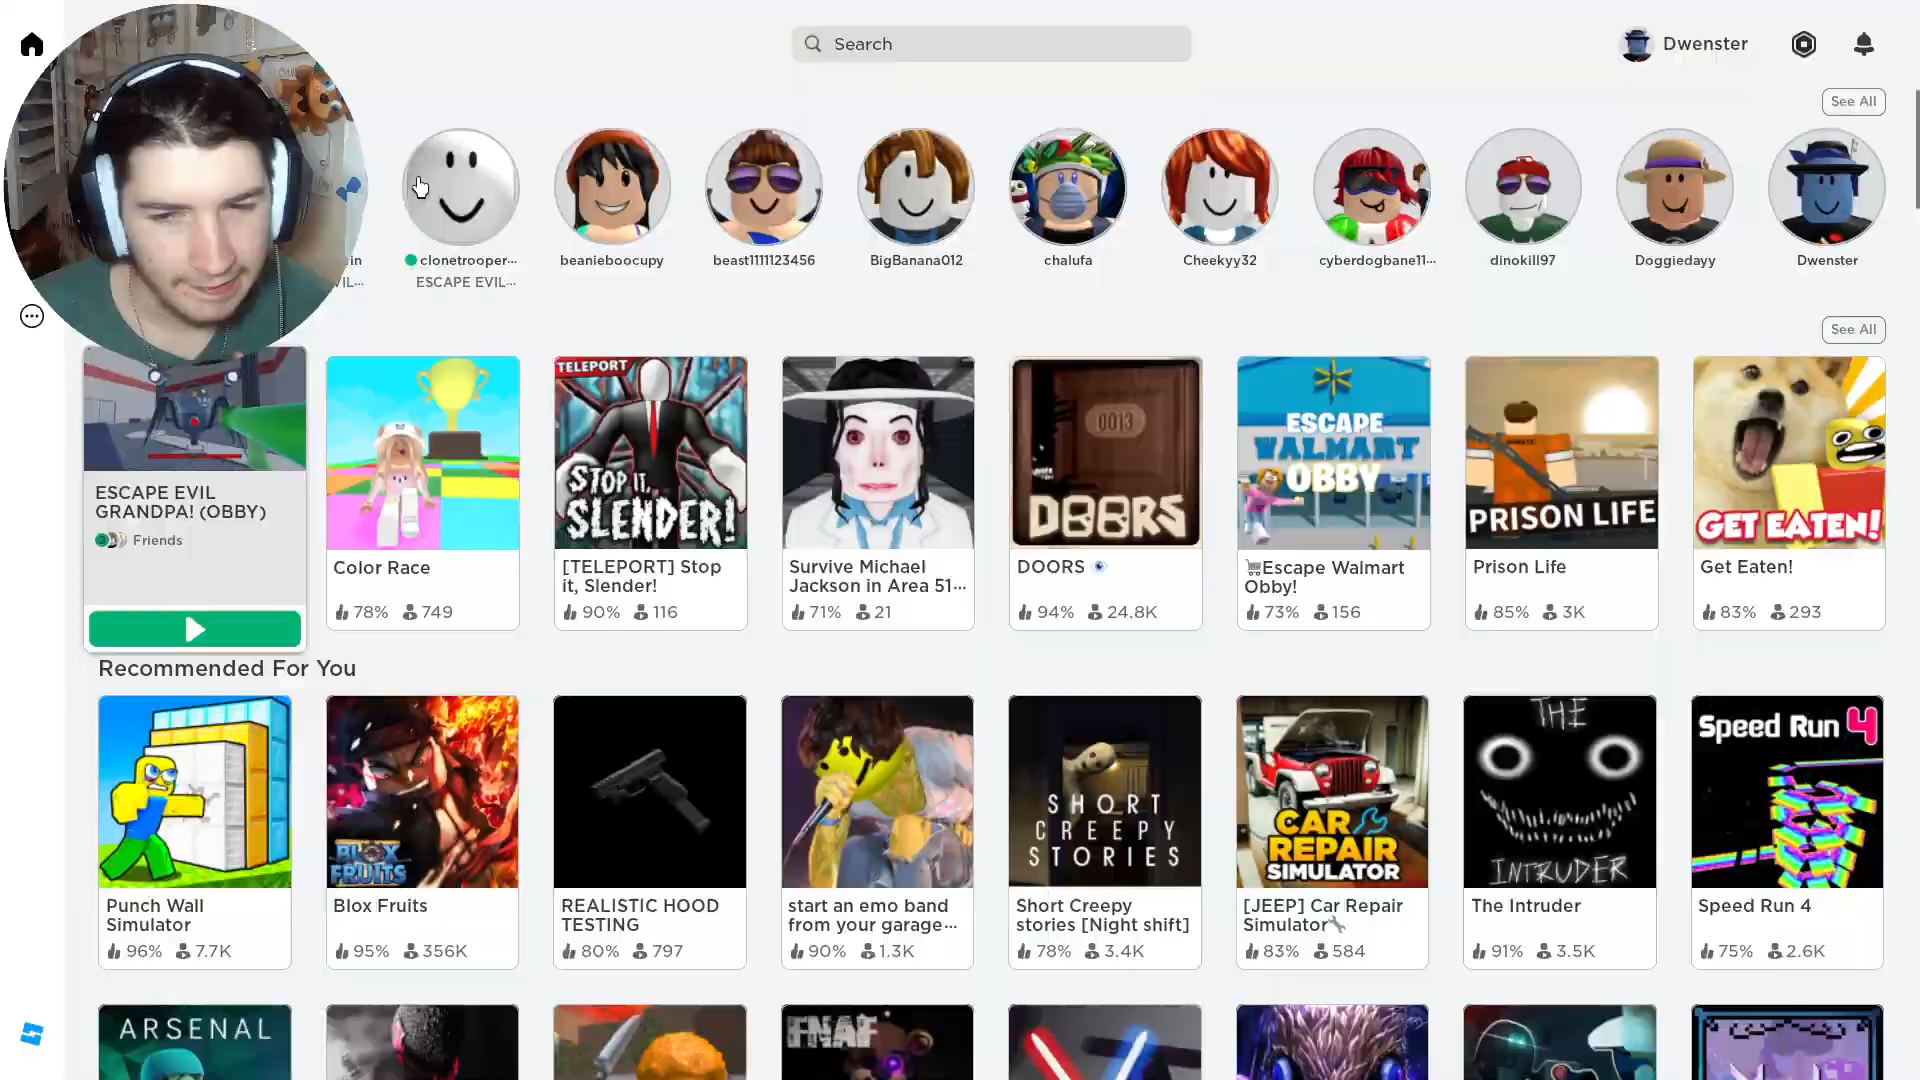 Search
Dwenster
See All
in
clonetrooper...
beanieboocupy
beast1111123456
BigBanana012
chalufa
Cheekyy32
cyberdogbane11...
dinokill97
Doggiedayy
Dwenster
VIL...
ESCAPE EVIL...
See All
TELEPORT
STOP IT,
SLENDER!
0013
DOORS
ESCAPE
WALMART
OBBY
PRISON LIFE
GET EATEN!
ESCAPE EVIL
GRANDPA! (OBBY)
Friends
Color Race
78% 749
[TELEPORT] Stop
it, Slender!
90% 116
Survive Michael
Jackson in Area 51...
71% 21
DOORS
94% 24.8K
Escape Walmart
Obby!
73% 156
Prison Life
85% 3K
Get Eaten!
83% 293
Recommended For You
BLOX
FRUITS
SHORT
CREEPY
STORIES
CAR
REPAIR
SIMULATOR
THE
INTRUDER
Speed Run 4
Punch Wall
Simulator
96% 7.7K
Blox Fruits
95% 356K
REALISTIC HOOD
TESTING
80% 797
start an emo band
from your garage...
90% 1.3K
Short Creepy
stories [Night shift]
78% 3.4K
[JEEP] Car Repair
Simulator
83% 584
The Intruder
91% 3.5K
Speed Run 4
75% 2.6K
ARSENAL
FNAF